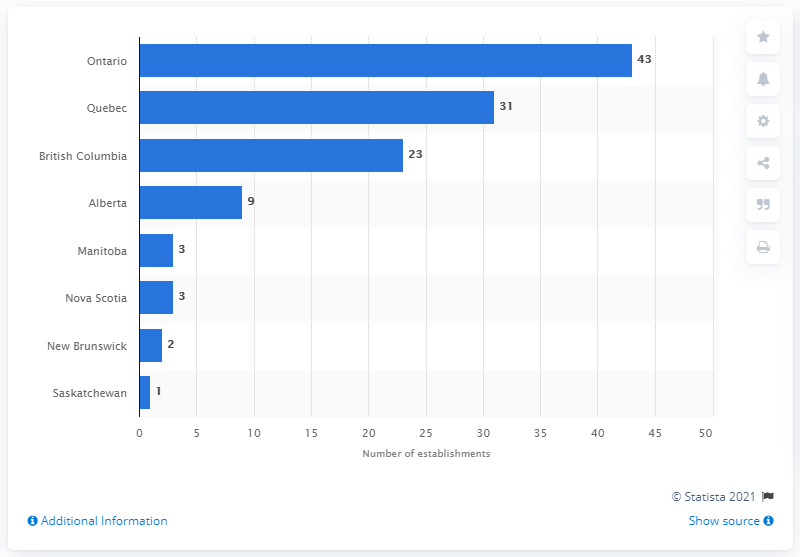 Ontario 43
Quebec 31
British Columbia 23
Alberta 9
Manitoba 3
Nova Scotia 3
New Brunswick 2
Saskatchewan 1
0 5 10 15 20 25 30 35 40 45 50
Number of establishments
© Statista 2021
Additional Information Show source